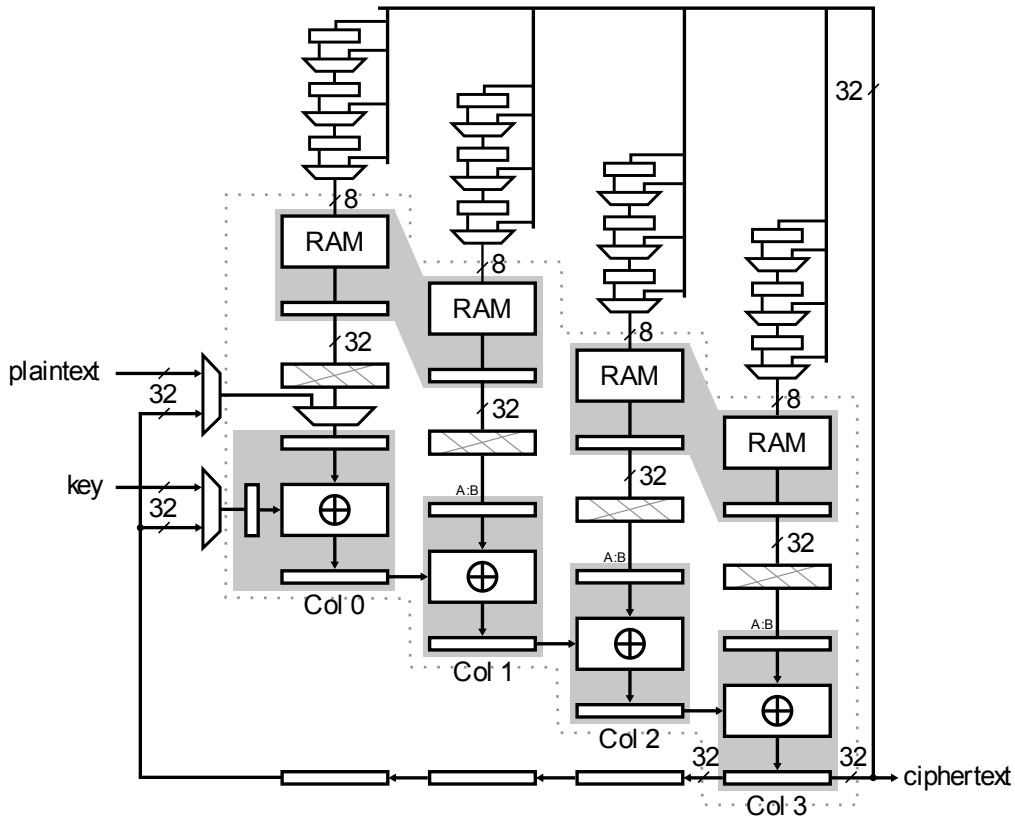 32
8
RAM
8
RAM
32
8
RAM
plaintext
32
32
8
RAM
key
32
A:B
32
A:B
32
Col 0
Col 1
A:B
Col 2
32
32
ciphertext
Col 3